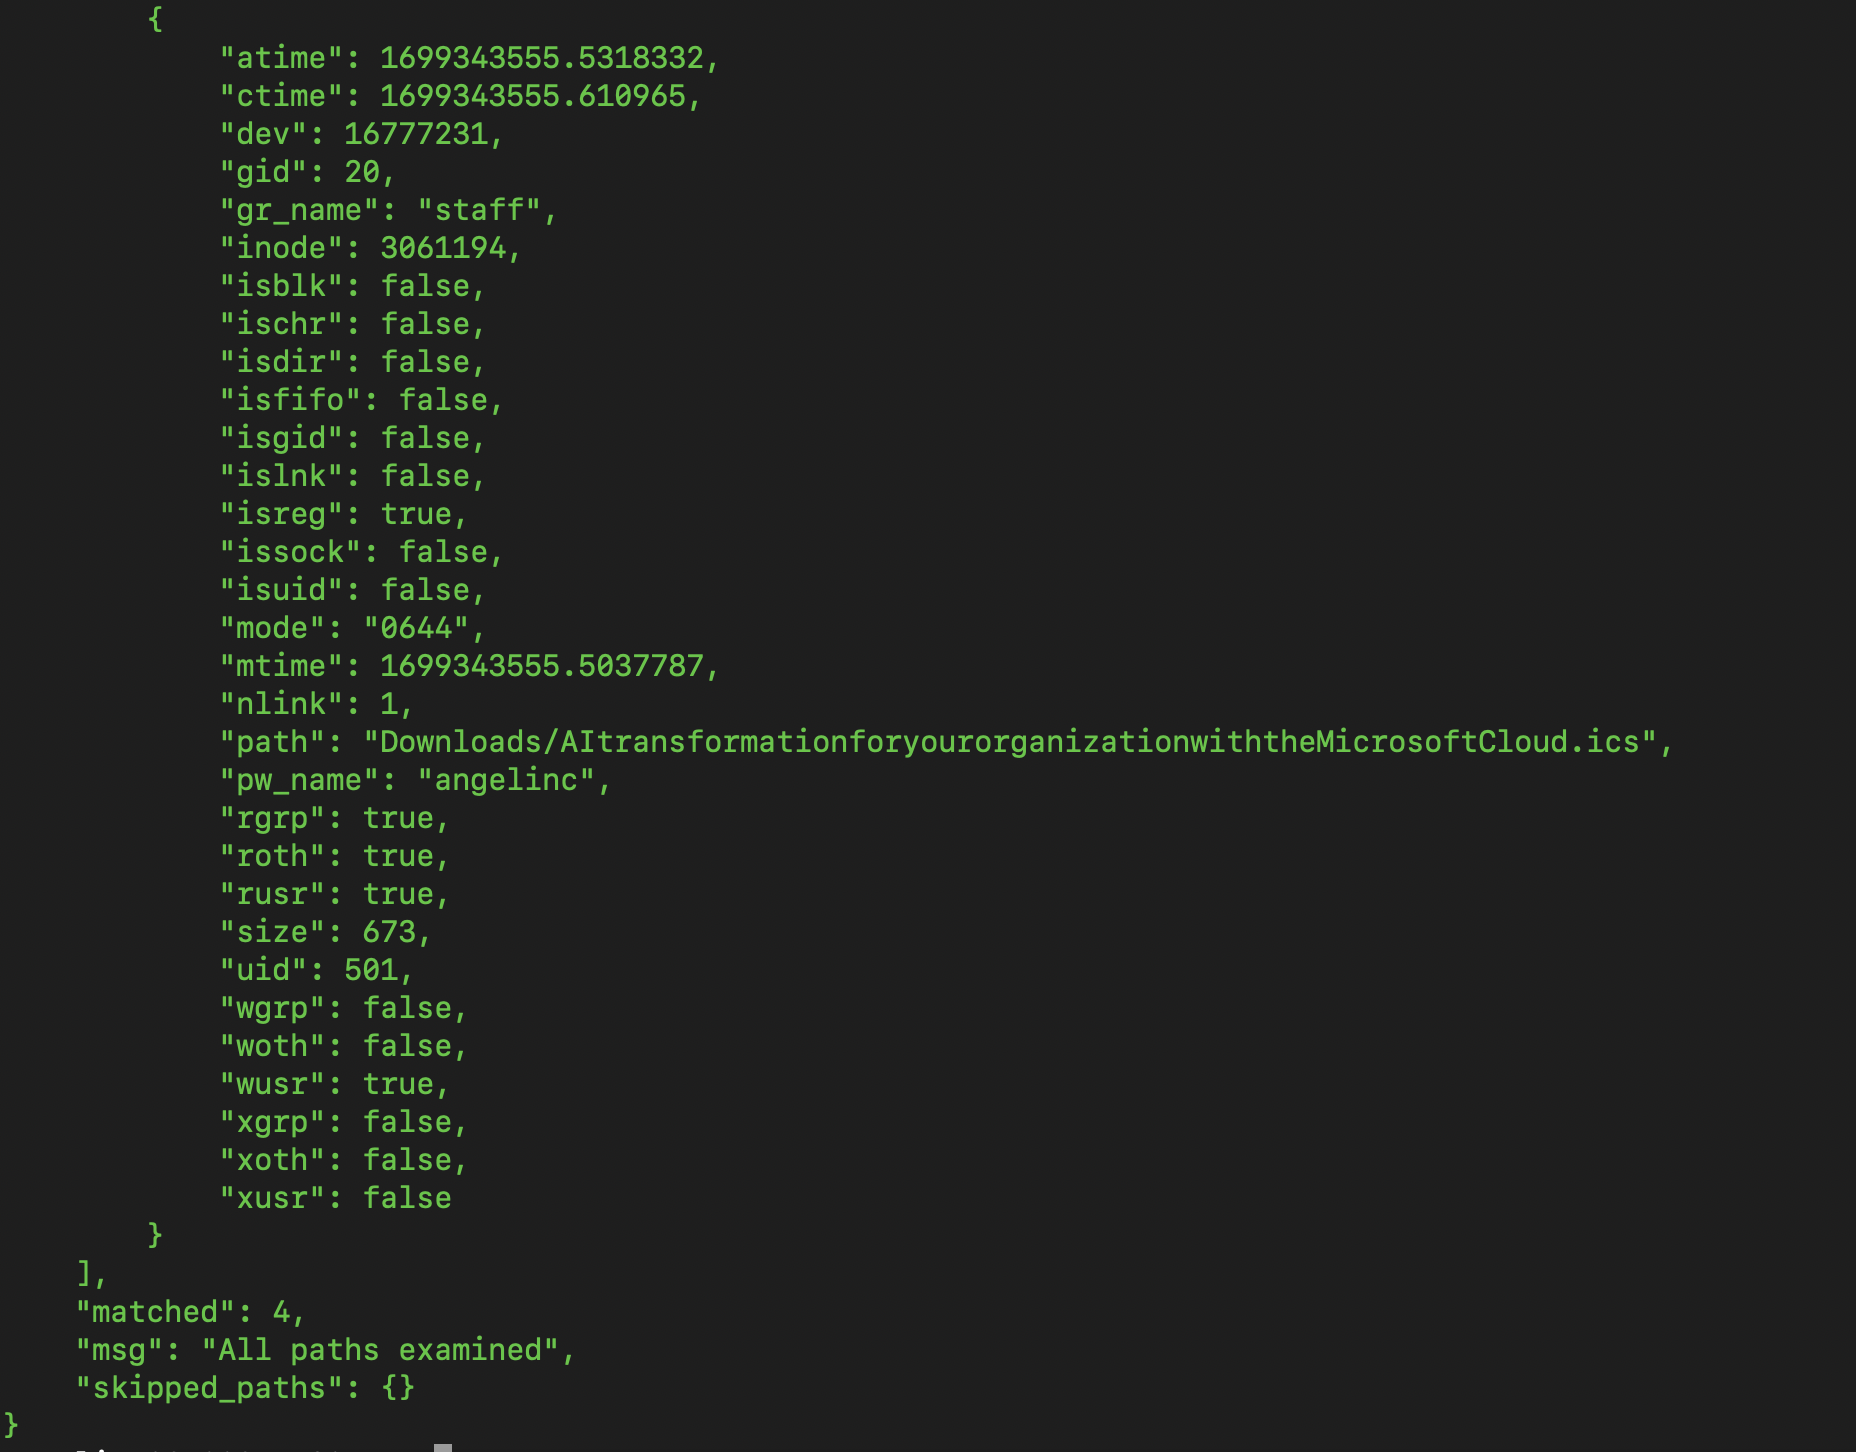 {
"atime": 1699343555.5318332,
"ctime": 1699343555.610965,
"dev": 16777231,
"gid": 20,
"gr_name": "staff",
"inode": 3061194,
"isblk": false,
"ischr": false,
"isdir": false,
"isfifo": false,
"isgid": false,
"islnk": false,
"isreg": true,
"issock": false,
"isuid": false,
"mode": "0644",
"mtime": 1699343555.5037787,
"nlink": 1,
"path": "Downloads/AItransformationforyourorganizationwiththeMicrosoftCloud.ics",
"pw_name": "angelinc",
"rgrp": true,
"roth": true,
"rusr": true,
"size": 673,
"uid": 501,
"wgrp": false,
"woth": false,
"wusr": true,
"xgrp": false,
"xoth": false,
"xusr": false
}
],
"matched": 4,
"msg": "All paths examined",
"skipped_paths": {}
}